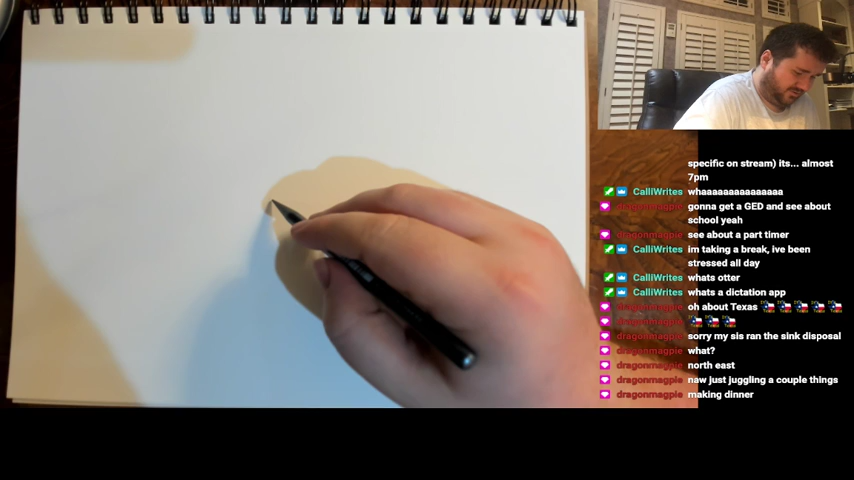 specific on stream) its... almost
7pm
CalliWrites whaaaaaaaaaaaaaaaa
dragonmagpie gonna get a GED and see about
school yeah
dragonmagpie see about a part timer
CalliWrites im taking a break, ive been
stressed all day
CalliWrites whats otter
CalliWrites whats a dictation app
dragonmagpie oh about Texas
dragonmagpie sorry my sis ran the sink disposal
dragonmagpie what?
dragonmagpie north east
dragonmagpie naw just juggling a couple things
dragonmagpie making dinner